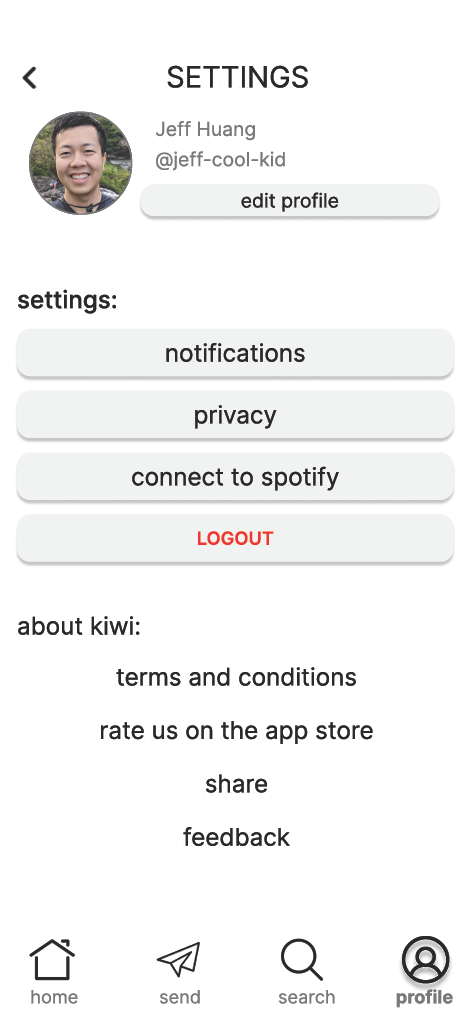 SETTINGS
Jeff Huang
@jeff-cool-kid
edit profile
settings:
notifications
privacy
connect to spotify
LOGOUT
about kiwi:
terms and conditions
rate us on the app store
share
feedback
home
send
search
profile